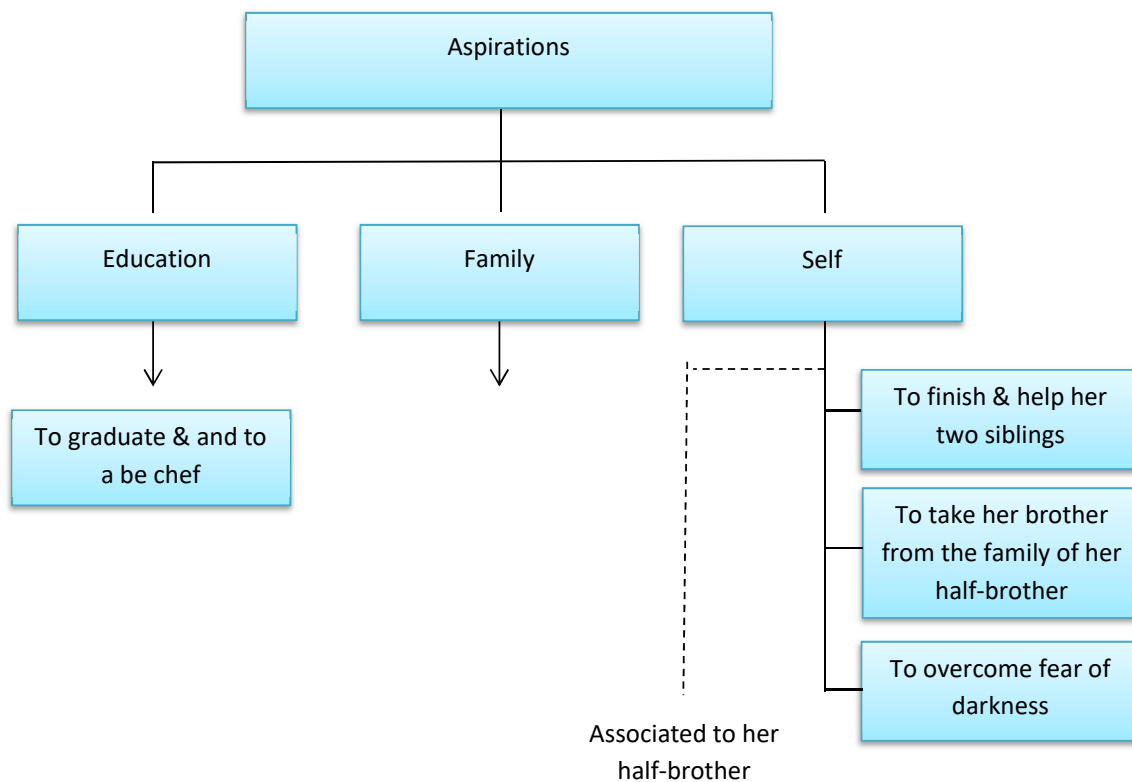 Aspirations
Education
Family
Self
To graduate & and to
a be chef
To finish & help her
two siblings
To take her brother
from the family of her
half-brother
To overcome fear of
darkness
Associated to her
half-brother